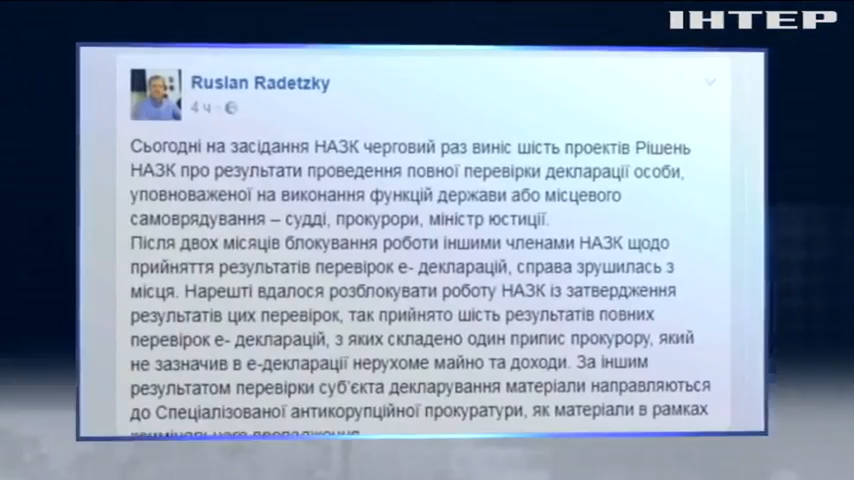 ІНТЕР
Ruslan Radetzky
4 ч ·
Сьогодні на засідання НАЗК черговий раз виніс шість проектів Рішень
НАЗК про результати проведення повної перевірки декларації особи,
уповноваженої на виконання функцій держави або місцевого
самоврядування – судді, прокурори, міністр юстиції.
Після двох місяців блокування роботи іншими членами НАЗК щодо
прийняття результатів перевірок е- декларацій, справа зрушилась з
місця. Нарешті вдалося розблокувати роботу НАЗК із затвердження
результатів цих перевірок, так прийнято шість результатів повних
перевірок е- декларацій, з яких складено один припис прокурору, який
не зазначив в е-декларації нерухоме майно та доходи. За іншим
результатом перевірки суб'єкта декларування матеріали направляються
до Спеціалізованої антикорупційної прокуратури, як матеріали в рамках